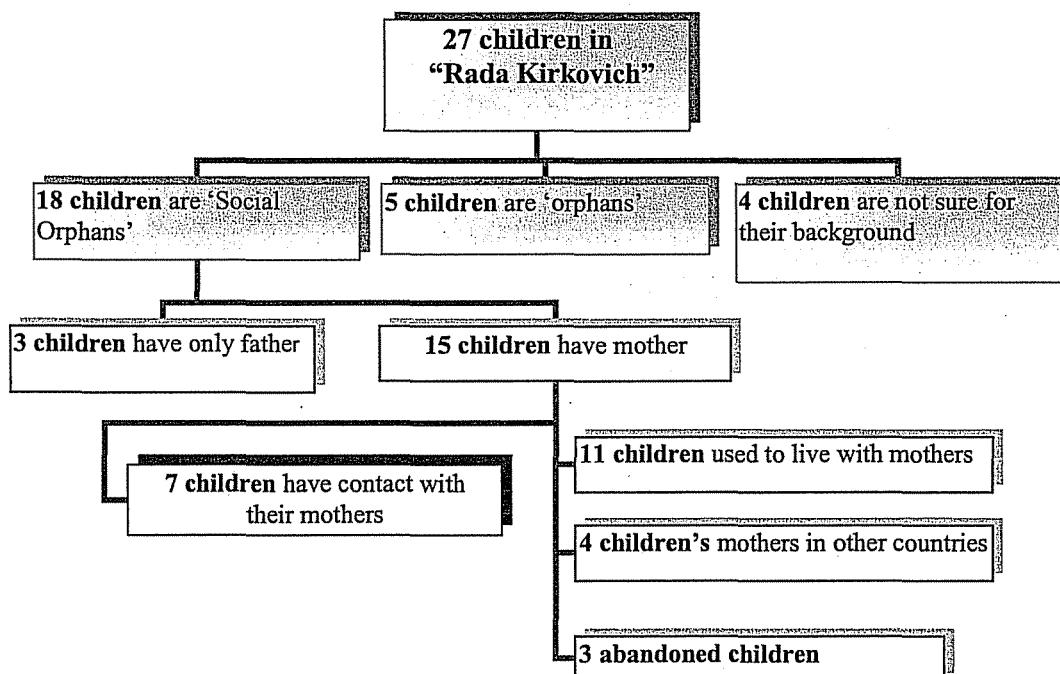 27 children in
“Rada Kirkovich”
18 children are ‘Social
Orphans’
5 children are ‘orphans’
4 children are not sure for
their background
3 children have only father
15 children have mother
7 children have contact with
their mothers
11 children used to live with mothers
4 children's mothers in other countries
3 abandoned children